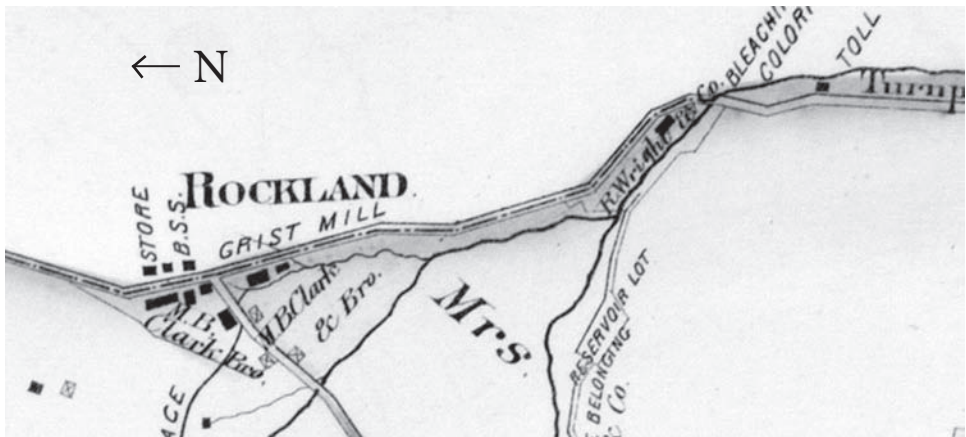 N
BLEACHI
COLORI
TOLL
Turnp
Co.
R. Wright &
STORE
B.S.S.
ROCKLAND.
GRIST MILL
M.B. Clark
& Bro.
M.B.
Clark Bro.
Mrs.
RESERVOIR LOT
BELONGING
Co.
ACE